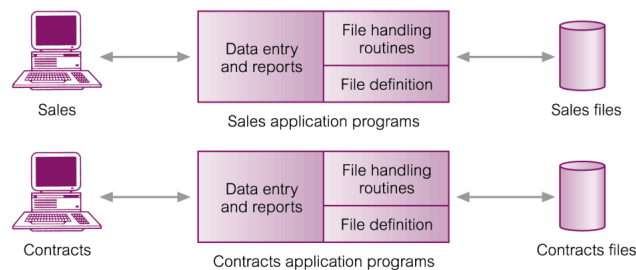 Data entry
and reports
File handling
routines
File definition
Sales
Sales application programs
Sales files
Data entry
and reports
File handling
routines
File definition
Contracts
Contracts application programs
Contracts files